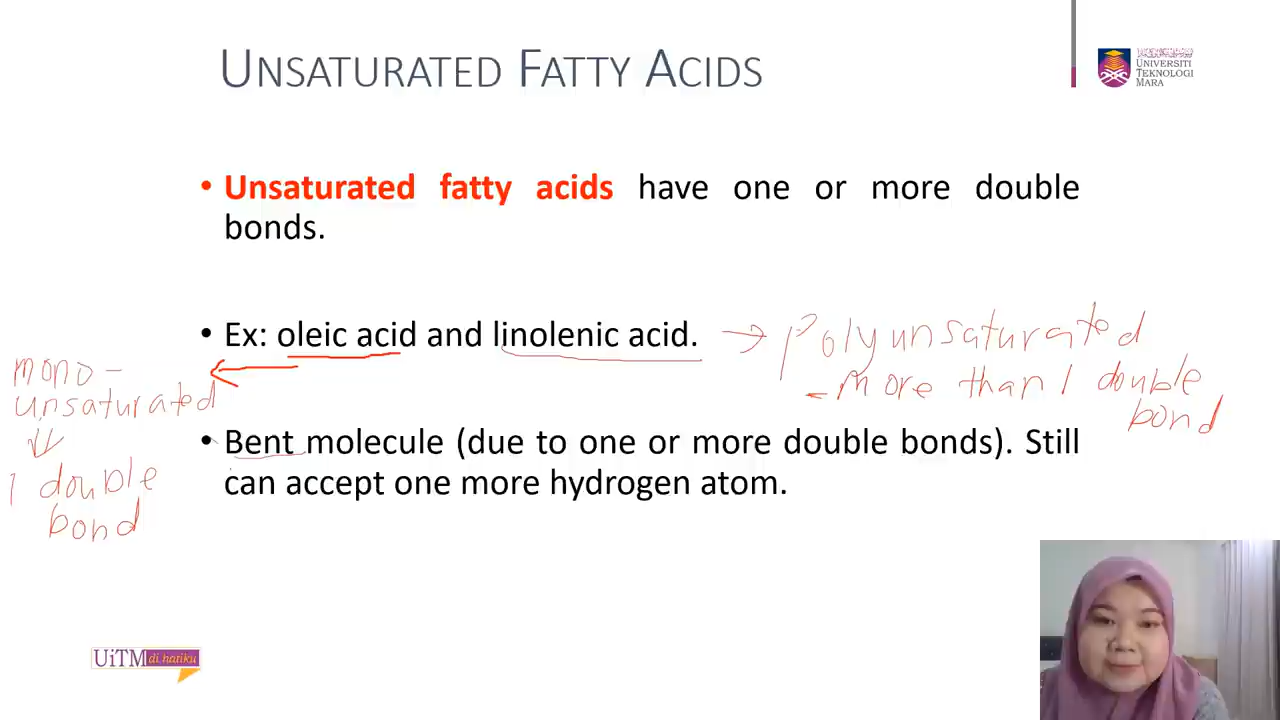 UNSATURATED FATTY ACIDS
UNIVERSITI
TEKNOLOGI
MARA
• Unsaturated fatty acids have one or more double
bonds.
• Ex: oleic acid and linolenic acid.
→ polyunsaturated
- more than 1 double
bond
mono -
unsaturated
1 double
bond
• Bent molecule (due to one or more double bonds). Still
can accept one more hydrogen atom.
UiTM di hatiku